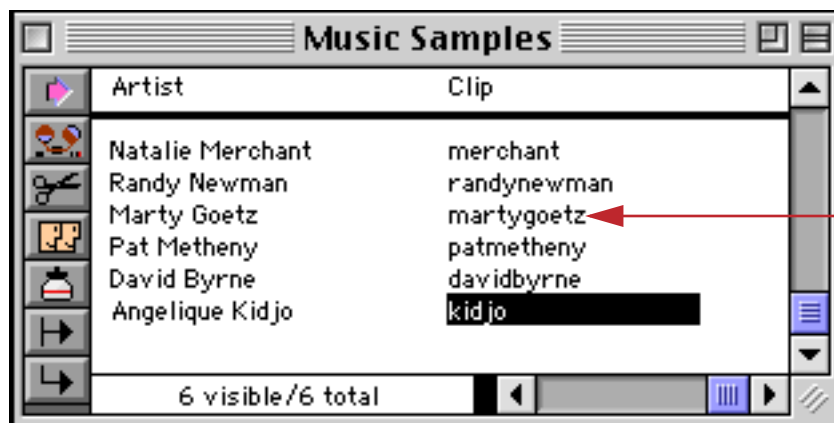 Music Samples
Artist Clip
Natalie Merchant merchant
Randy Newman randynewman
Marty Goetz martygoetz
Pat Metheny patmetheny
David Byrne davidbyrne
Angelique Kidjo kidjo
6 visible/6 total